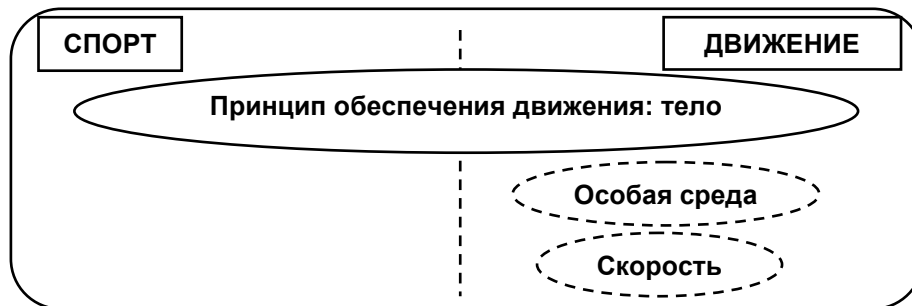 СПОРТ
ДВИЖЕНИЕ
Принцип обеспечения движения: тело
Особая среда
Скорость